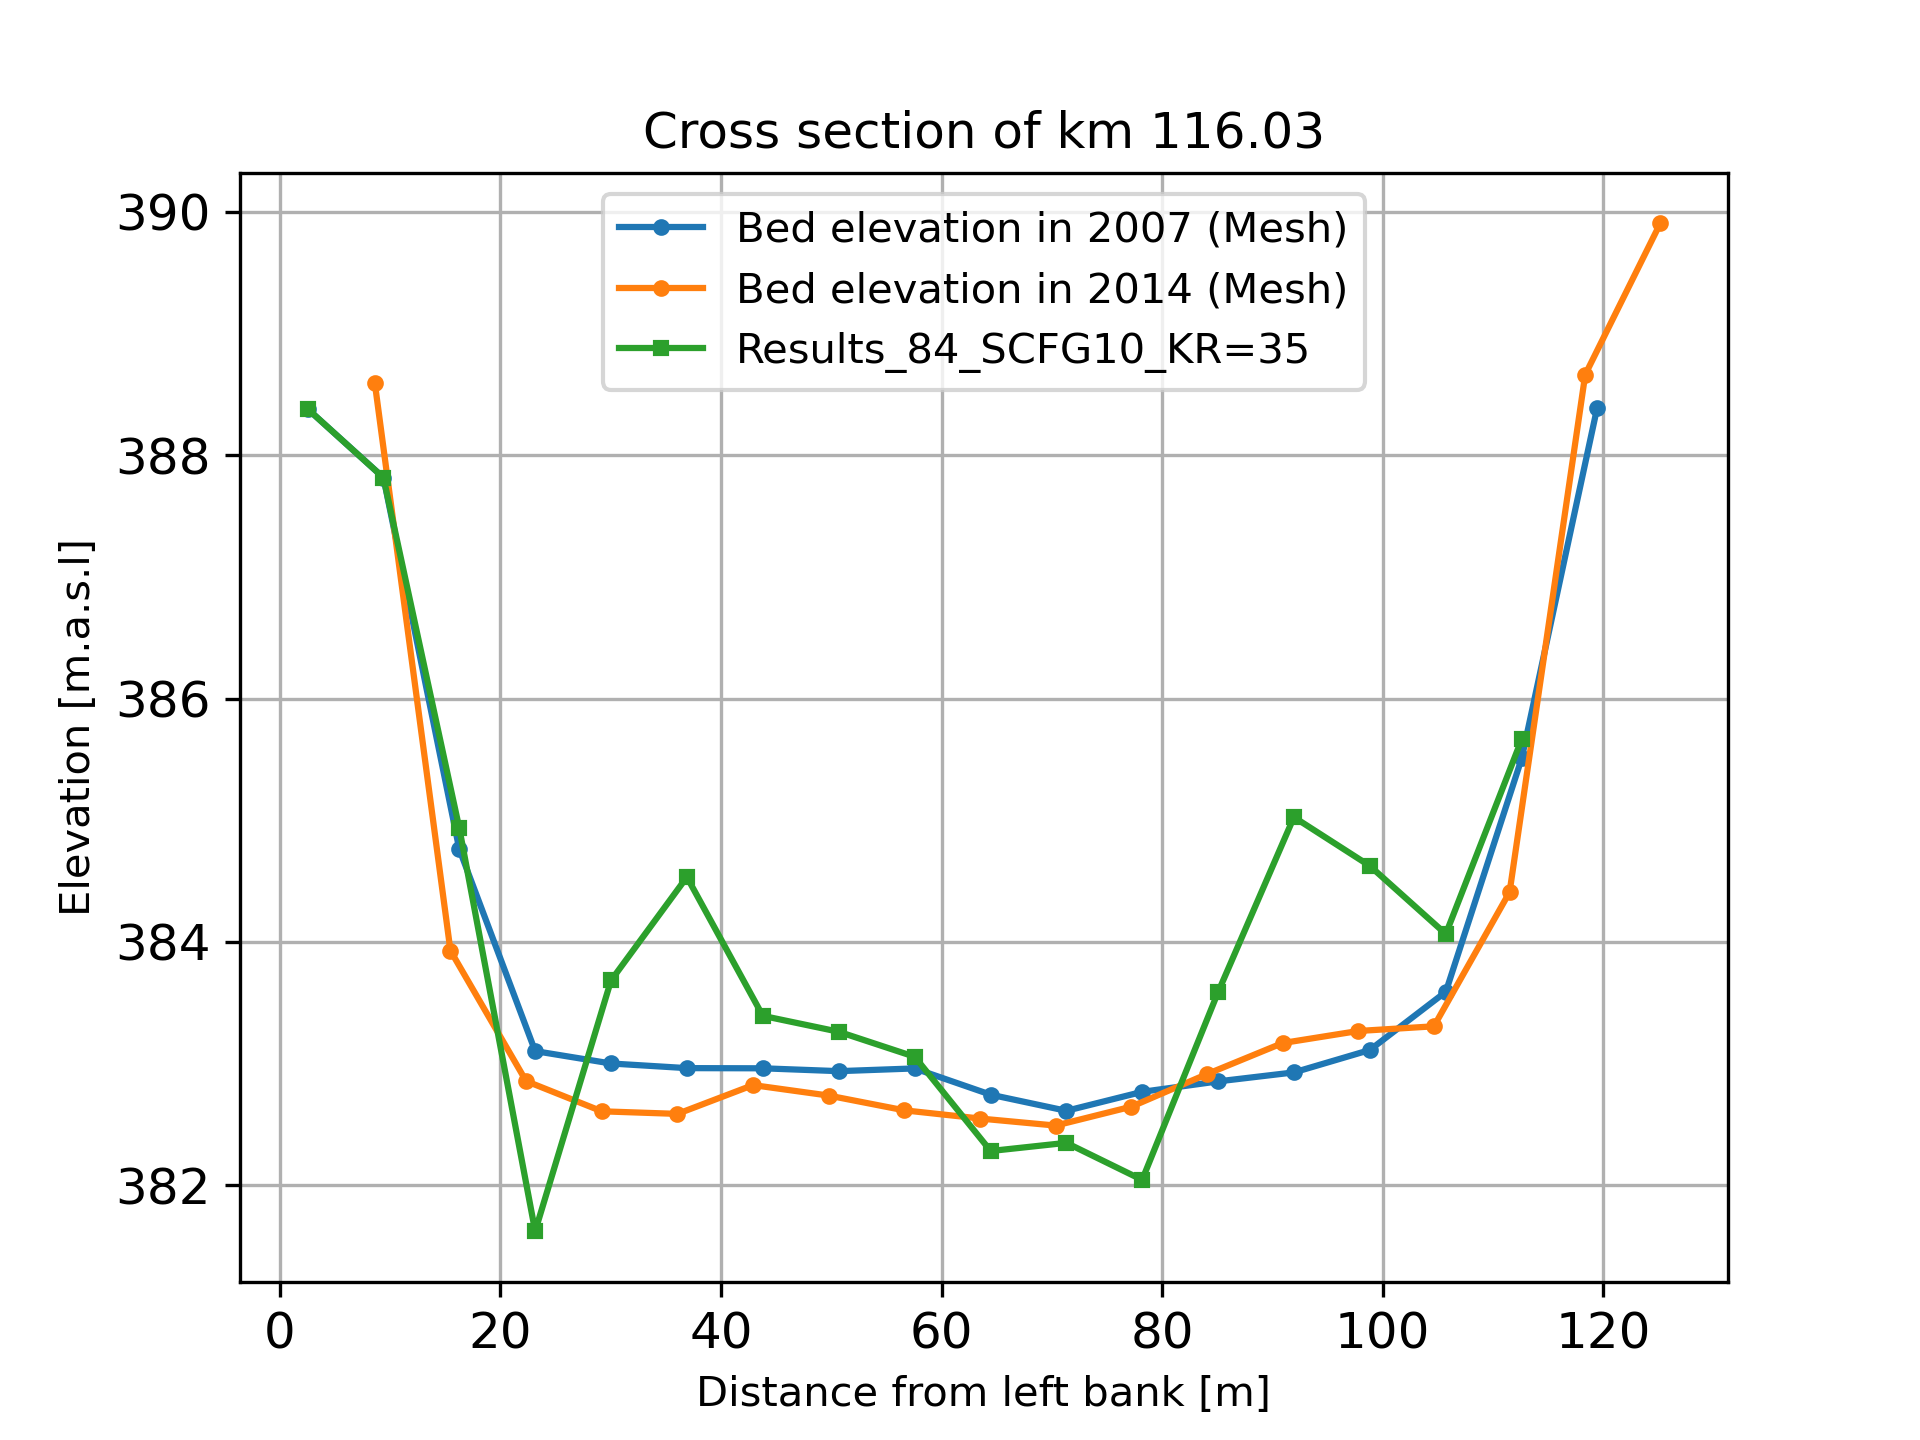 Cross section of km 116.03
Bed elevation in 2007 (Mesh)
Bed elevation in 2014 (Mesh)
Results_84_SCFG10_KR=35
390
388
386
384
382
Elevation [m.a.s.l]
0 20 40 60 80 100 120
Distance from left bank [m]